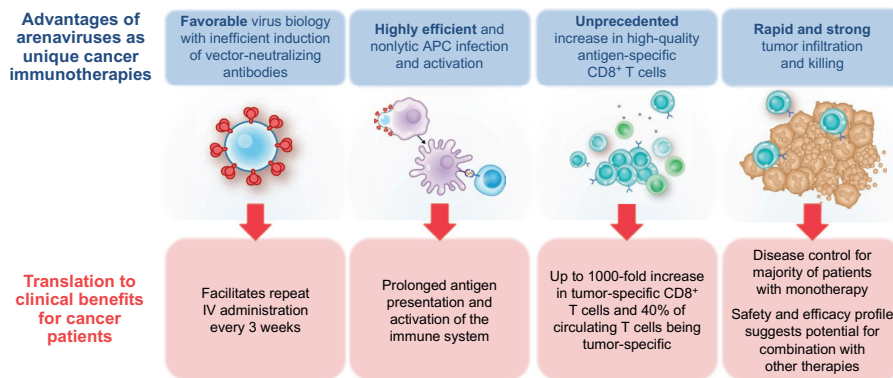 Advantages of
arenaviruses as
unique cancer
immunotherapies
Favorable virus biology
with inefficient induction
of vector-neutralizing
antibodies
Highly efficient and
nonlytic APC infection
and activation
Unprecedented
increase in high-quality
antigen-specific
CD8⁺ T cells
Rapid and strong
tumor infiltration
and killing
Translation to
clinical benefits
for cancer
patients
Facilitates repeat
IV administration
every 3 weeks
Prolonged antigen
presentation and
activation of the
immune system
Up to 1000-fold increase
in tumor-specific CD8⁺
T cells and 40% of
circulating T cells being
tumor-specific
Disease control for
majority of patients
with monotherapy
Safety and efficacy profile
suggests potential for
combination with
other therapies